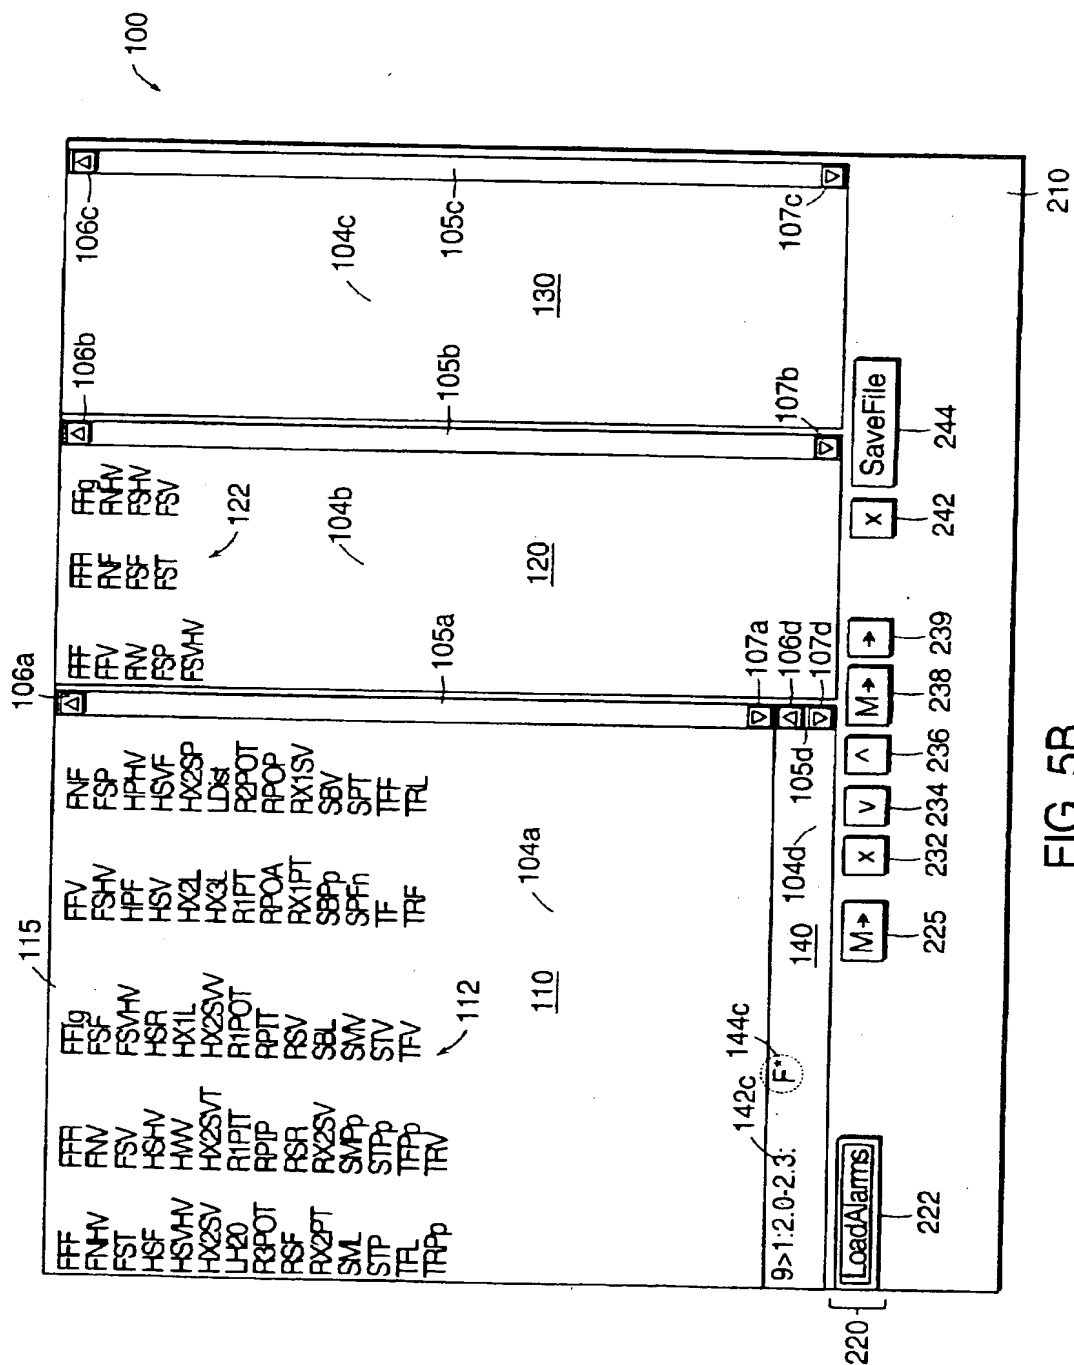 100
115
106a
106b
106c
FFF FFR FFIg FFV FNF
FNHV FNV FSF FSHV FSP
FST FSV FSVHV HPF HPHV
HSF HSHV HSR HSV HSVF
HSVHV HWV HX1L HX2L HX2SP
HX2SV HX2SVT HX2SVV HX3L LDist
LH20 R1PIT R1POT R1PT R2POT
R3POT RPIP RPIT RPOA RPOP
RSF RSR RSV RX1PT RX1SV
RX2PT RX2SV SBL SBPp SBV
SML SMPp SMV SPFn SPT
STP STPp STV TF TFF
TFL TFPp TFV TRF TRL
TRPp TRV
FFF FFR FFIg
FFV FNF FNHV
FNV FSF FSHV
FSP FST FSV
FSVHV
112
122
104a
104b
104c
110
120
130
105a
105b
105c
142c
144c
107a
107b
107c
9>1:2.0-2.3: F*
140
104d
105d
106d
107d
220
LoadAlarms M→ x v ^ M→ → x SaveFile
222 225 232 234 236 238 239 242 244
210
FIG. 5B